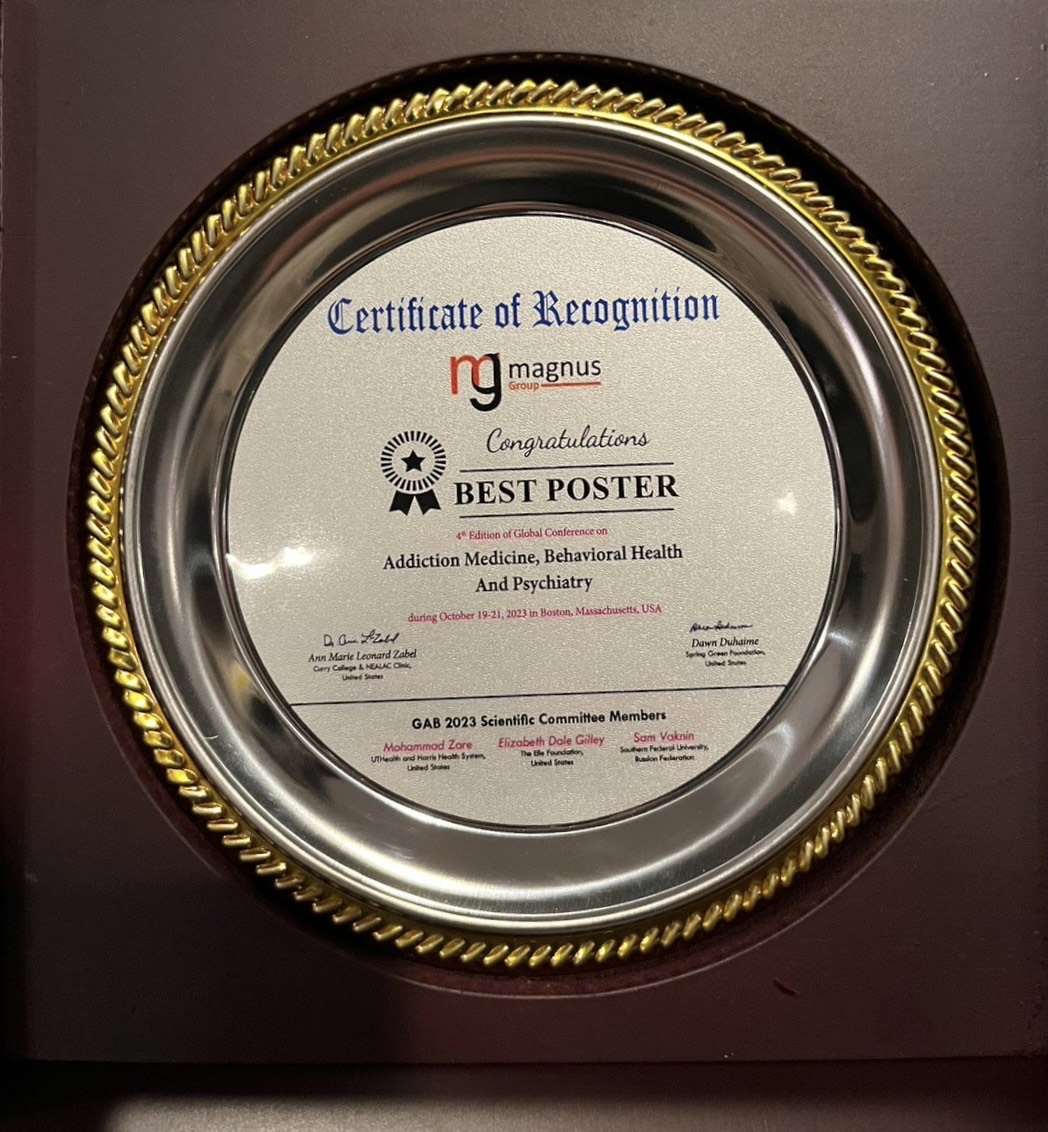 Certificate of Recognition
mg magnus
Group
Congratulations
BEST POSTER
4th Edition of Global Conference on
Addiction Medicine, Behavioral Health
And Psychiatry
during October 19-21, 2023 in Boston, Massachusetts, USA
Ann Marie Leonard Zabel
Curry College & NEALAC Clinic,
United States
Dawn Duhaime
Spring Green Foundation,
United States
GAB 2023 Scientific Committee Members
Mohammad Zare
UTHealth and Harris Health System,
United States
Elizabeth Dale Gilley
The Elle Foundation,
United States
Sam Vaknin
Southern Federal University,
Russian Federation